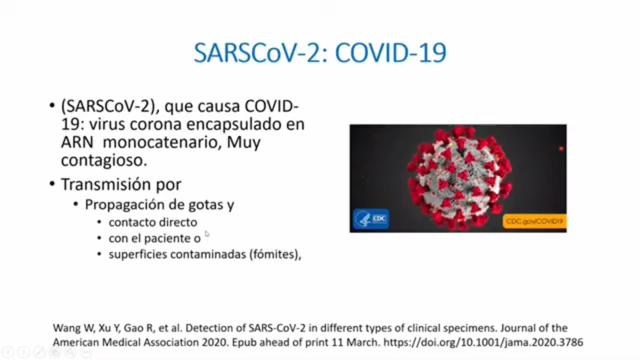 SARSCoV-2: COVID-19
• (SARSCoV-2), que causa COVID-
19: virus corona encapsulado en
ARN monocatenario, Muy
contagioso.
• Transmisión por
• Propagación de gotas y
• contacto directo
• con el paciente o
• superficies contaminadas (fómites),
CDC
CDC.gov/COVID19
Wang W, Xu Y, Gao R, et al. Detection of SARS-CoV-2 in different types of clinical specimens. Journal of the
American Medical Association 2020. Epub ahead of print 11 March. https://doi.org/10.1001/jama.2020.3786